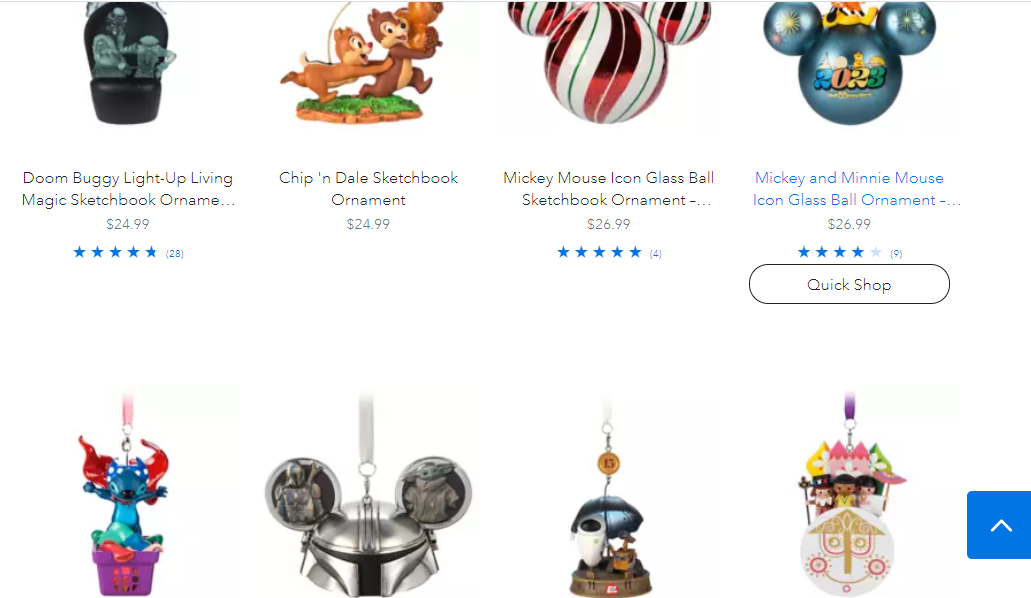 2023
Doom Buggy Light-Up Living
Magic Sketchbook Orname...
$24.99
(28)
Chip 'n Dale Sketchbook
Ornament
$24.99
Mickey Mouse Icon Glass Ball
Sketchbook Ornament –...
$26.99
(4)
Mickey and Minnie Mouse
Icon Glass Ball Ornament –...
$26.99
(9)
Quick Shop
15